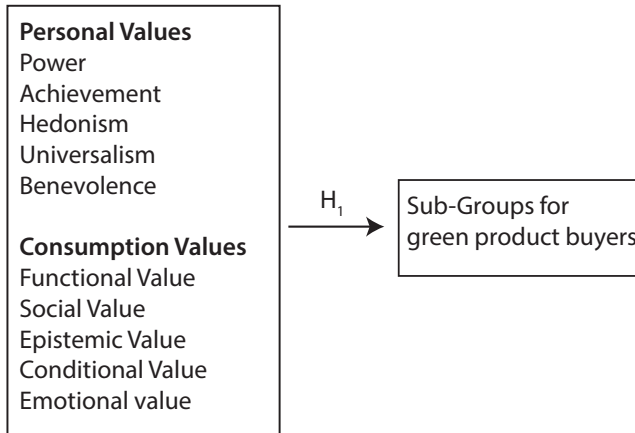 Personal Values
Power
Achievement
Hedonism
Universalism
Benevolence
Consumption Values
Functional Value
Social Value
Epistemic Value
Conditional Value
Emotional value
H₁
Sub-Groups for
green product buyers